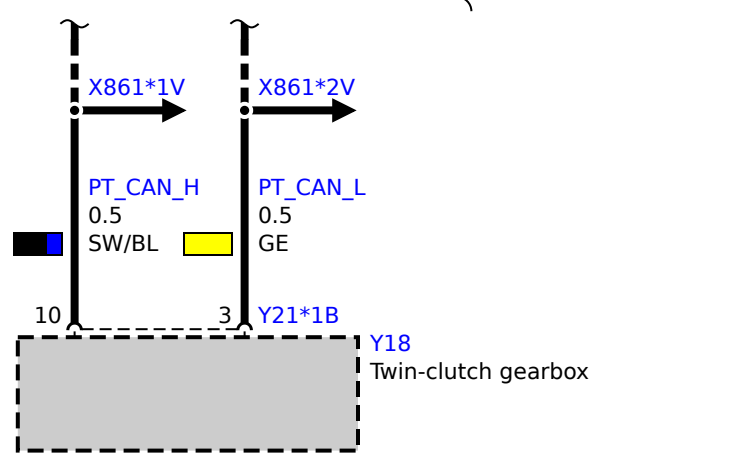 X861*1V X861*2V
PT_CAN_H PT_CAN_L
0.5 0.5
SW/BL GE
10 3 Y21*1B
Y18
Twin-clutch gearbox